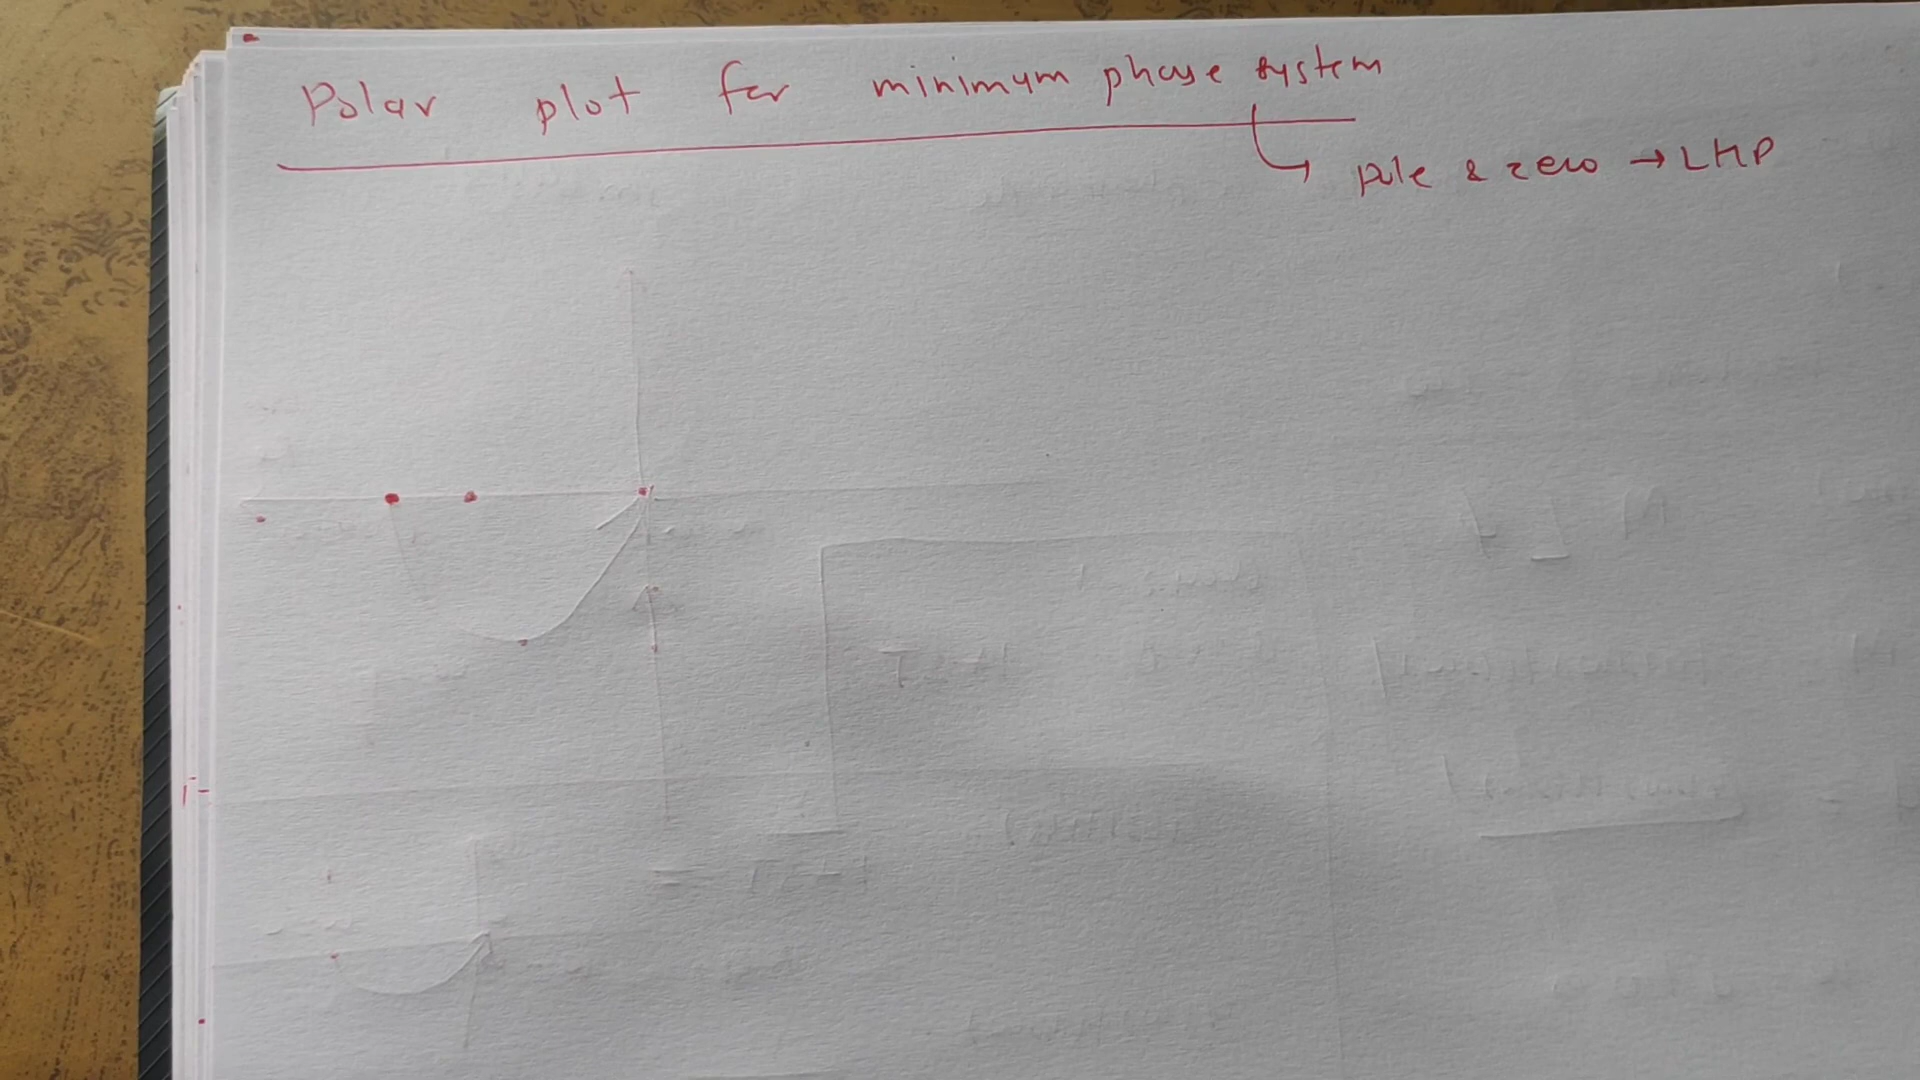 Polar plot for minimum phase system
↳ pole & zero → LHP